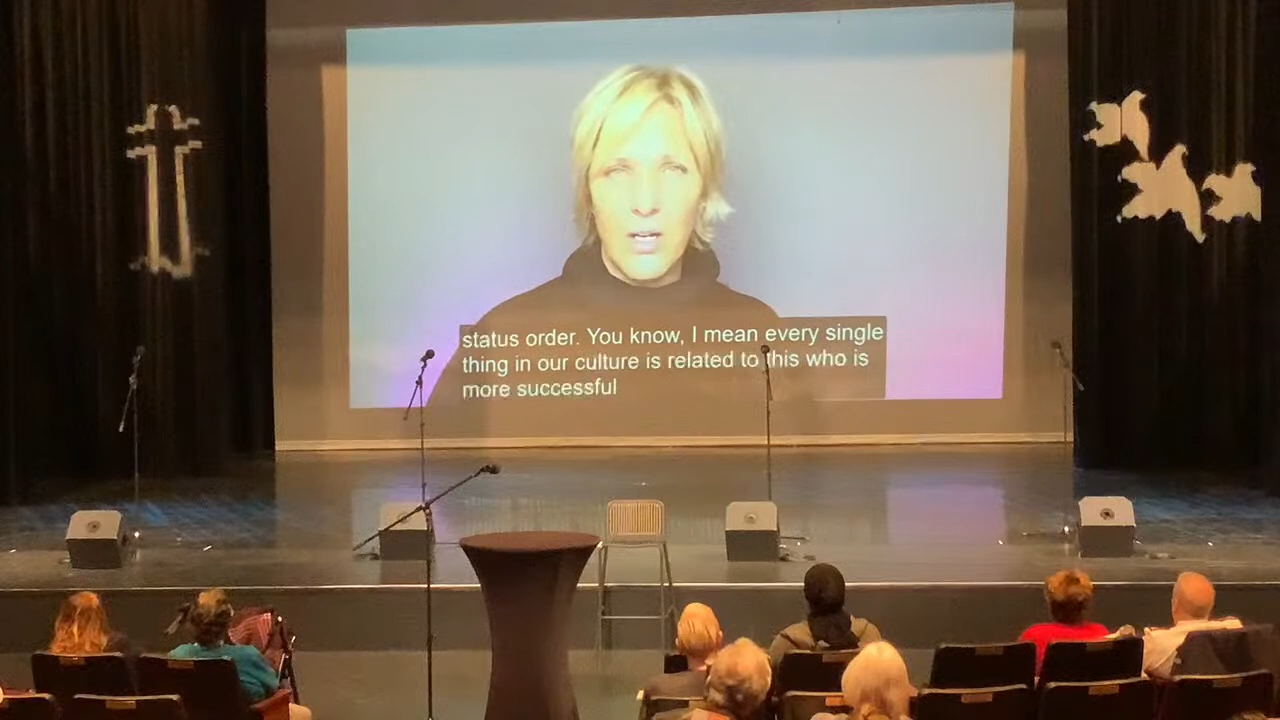 status order. You know, I mean every single
thing in our culture is related to this who is
more successful